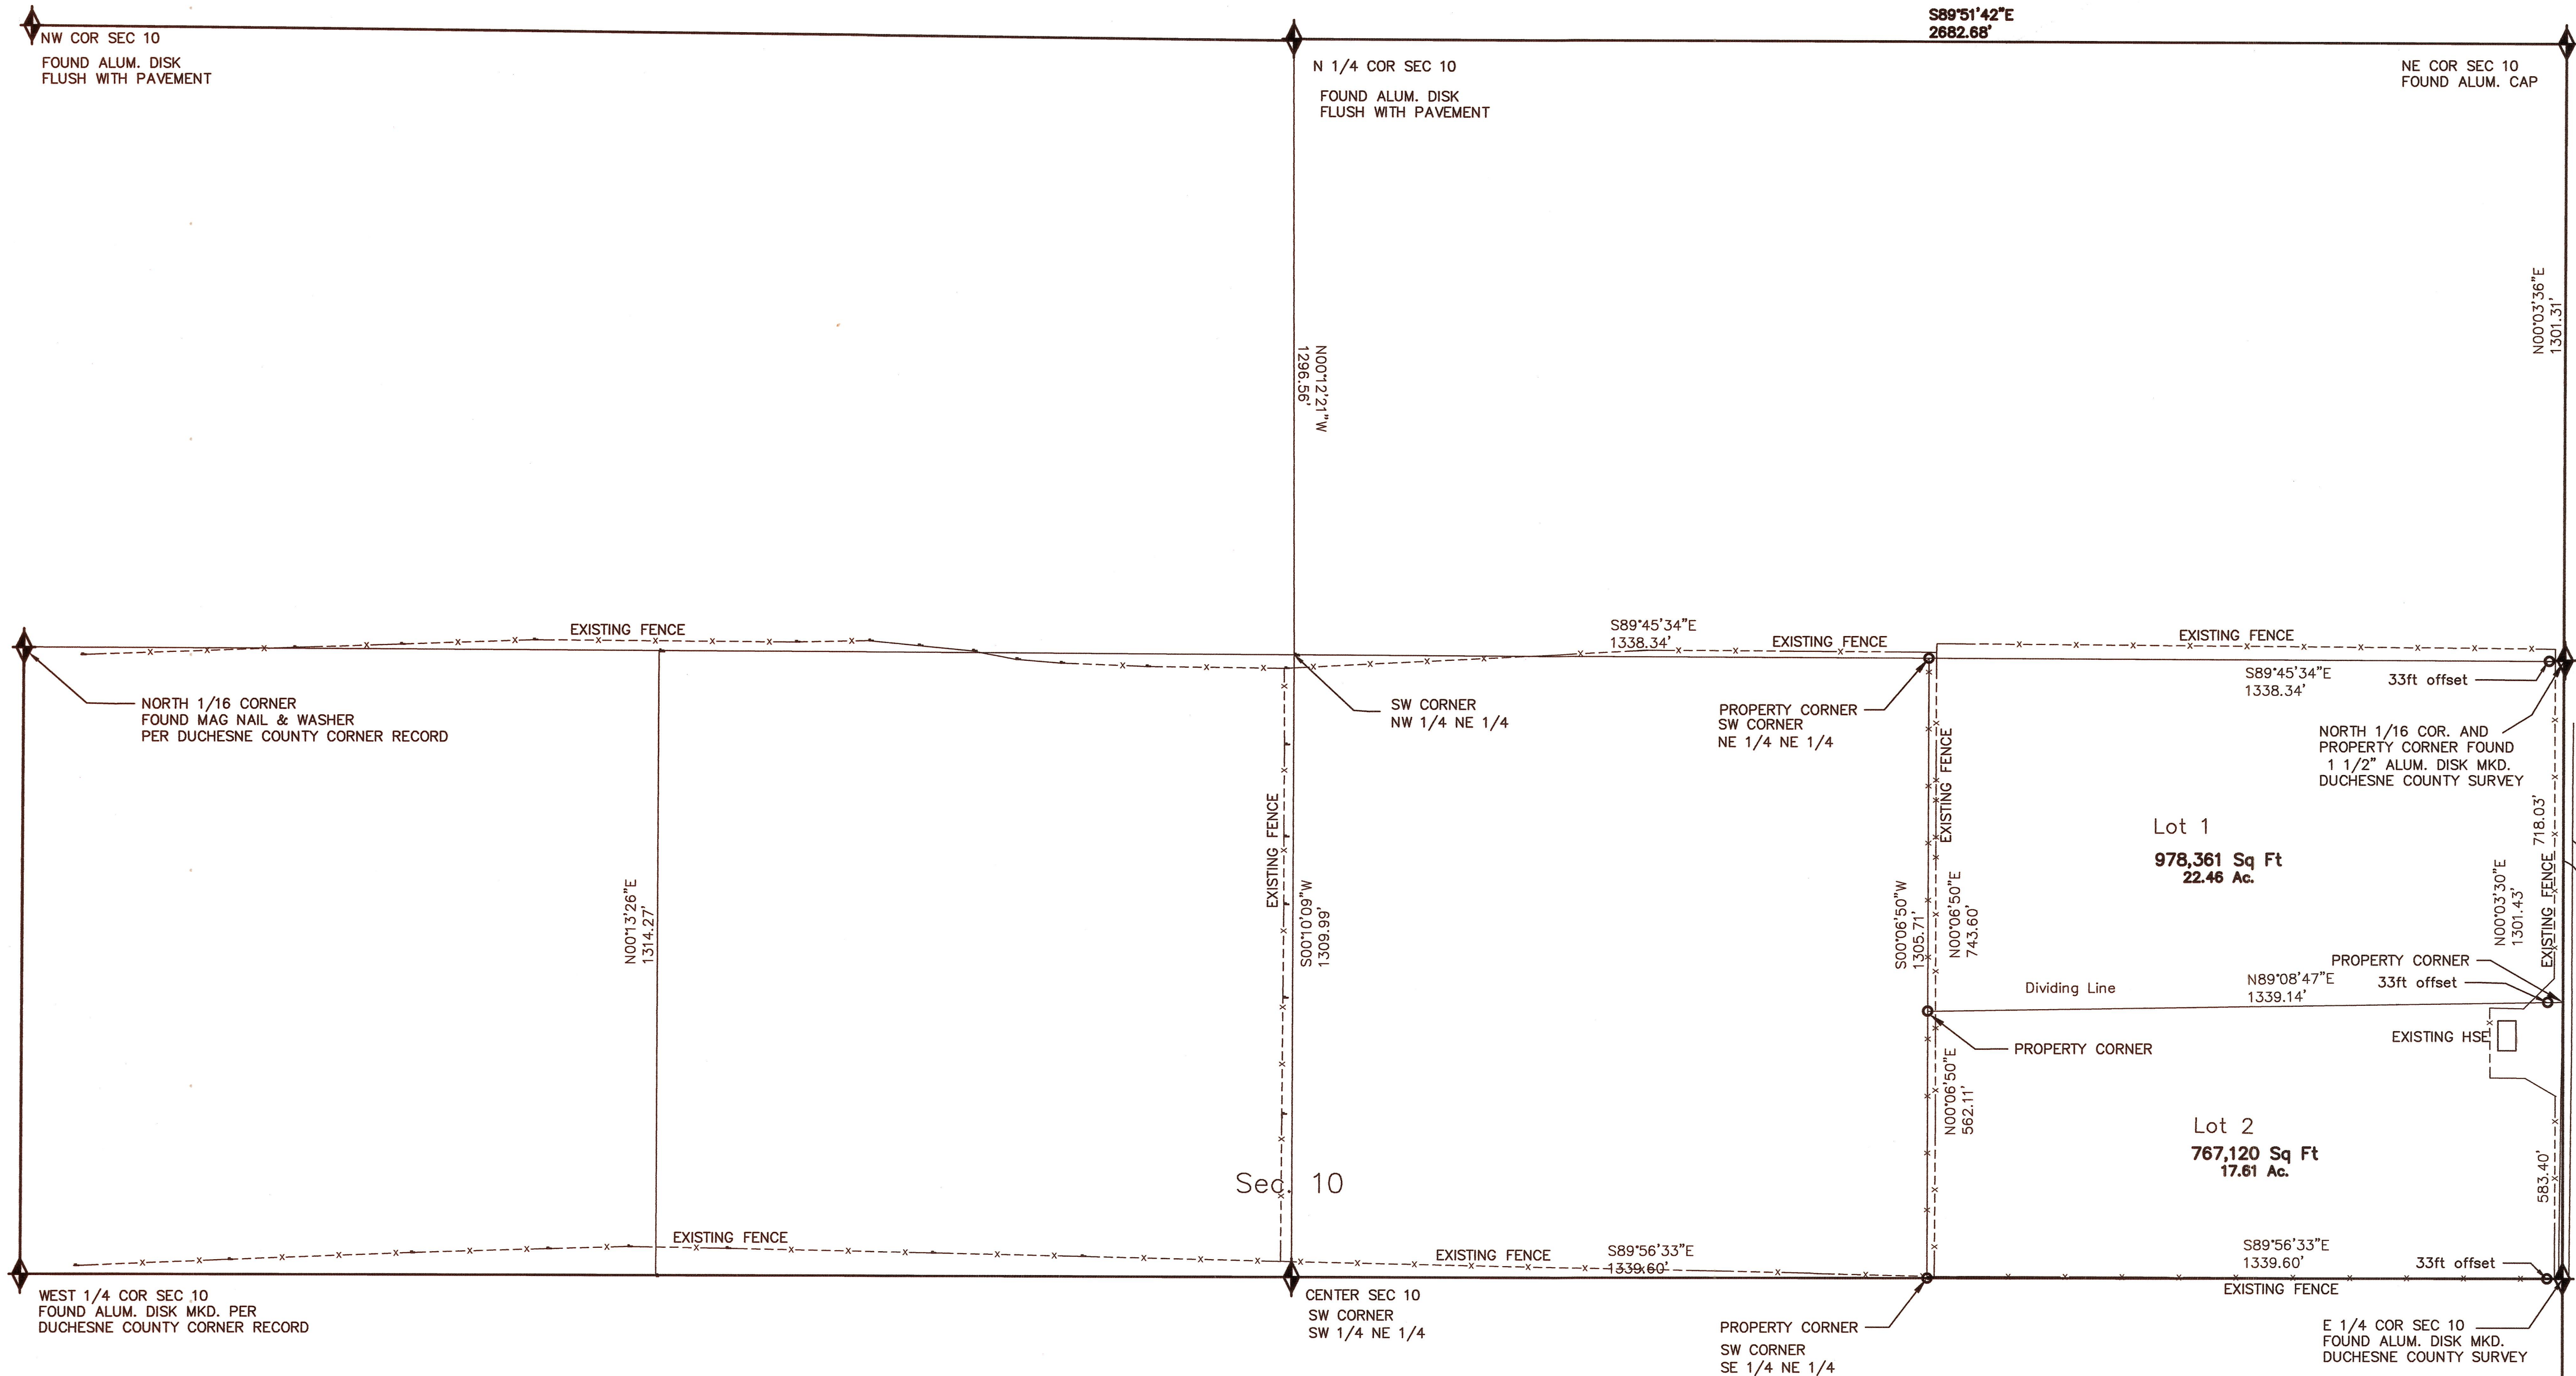 S89°51'42"E
2682.68'
NW COR SEC 10
FOUND ALUM. DISK
FLUSH WITH PAVEMENT
N 1/4 COR SEC 10
FOUND ALUM. DISK
FLUSH WITH PAVEMENT
NE COR SEC 10
FOUND ALUM. CAP
N00°03'36"E
1301.31'
N00°12'21"W
1296.56'
EXISTING FENCE
S89°45'34"E
1338.34'
EXISTING FENCE
EXISTING FENCE
S89°45'34"E
1338.34'
33ft offset
NORTH 1/16 CORNER
FOUND MAG NAIL & WASHER
PER DUCHESNE COUNTY CORNER RECORD
SW CORNER
NW 1/4 NE 1/4
PROPERTY CORNER
SW CORNER
NE 1/4 NE 1/4
NORTH 1/16 COR. AND
PROPERTY CORNER FOUND
1 1/2" ALUM. DISK MKD.
DUCHESNE COUNTY SURVEY
EXISTING FENCE
EXISTING FENCE
Lot 1
978,361 Sq Ft
22.46 Ac.
718.03'
EXISTING FENCE
N00°03'30"E
1301.43'
N00°13'26"E
1314.27'
S00°10'09"W
1309.99'
S00°06'50"W
1305.71'
N00°06'50"E
743.60'
PROPERTY CORNER
33ft offset
Dividing Line
N89°08'47"E
1339.14'
EXISTING HSE
PROPERTY CORNER
N00°06'50"E
562.11'
Lot 2
767,120 Sq Ft
17.61 Ac.
583.40'
Sec. 10
EXISTING FENCE
EXISTING FENCE
S89°56'33"E
1339.60'
S89°56'33"E
1339.60'
33ft offset
EXISTING FENCE
WEST 1/4 COR SEC 10
FOUND ALUM. DISK MKD. PER
DUCHESNE COUNTY CORNER RECORD
CENTER SEC 10
SW CORNER
SW 1/4 NE 1/4
PROPERTY CORNER
SW CORNER
SE 1/4 NE 1/4
E 1/4 COR SEC 10
FOUND ALUM. DISK MKD.
DUCHESNE COUNTY SURVEY